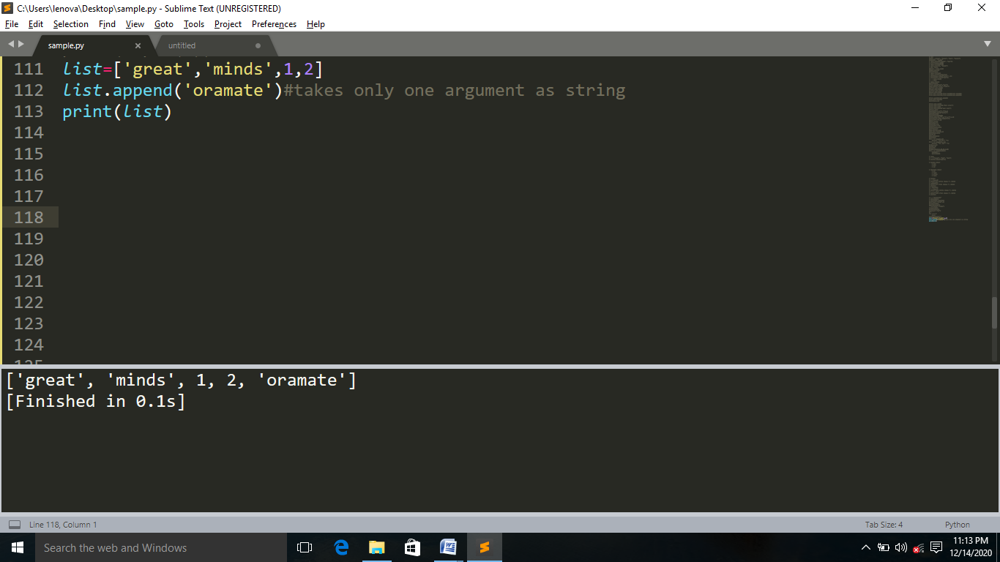 C:\Users\lenova\Desktop\sample.py - Sublime Text (UNREGISTERED)
File Edit Selection Find View Goto Tools Project Preferences Help
sample.py untitled
111 list=['great','minds',1,2]
112 list.append('oramate')#takes only one argument as string
113 print(list)
114
115
116
117
118
119
120
121
122
123
124
125
['great', 'minds', 1, 2, 'oramate']
[Finished in 0.1s]
Line 118, Column 1 Tab Size: 4 Python
Search the web and Windows
11:13 PM
12/14/2020